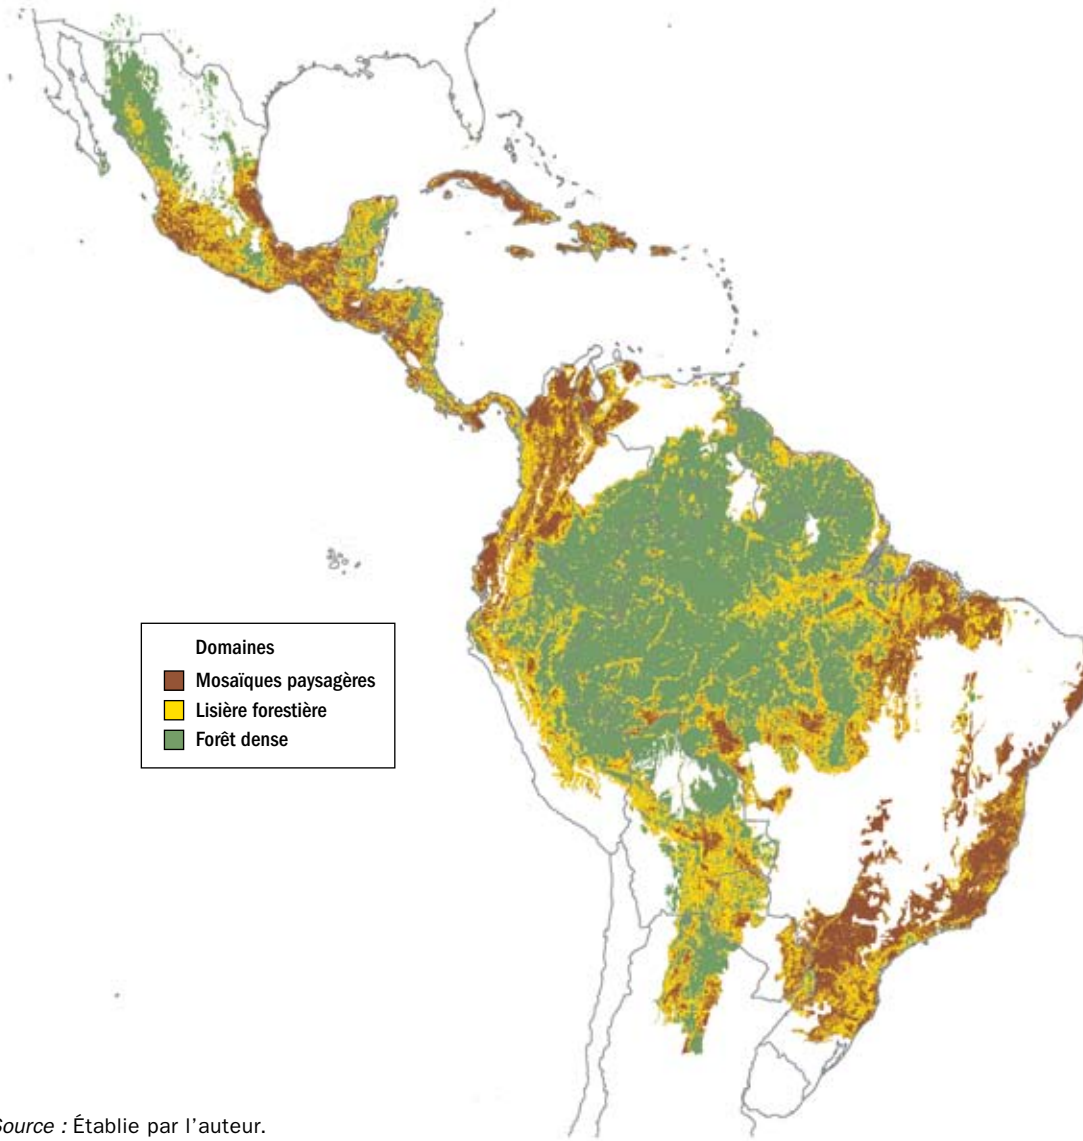 Domaines
Mosaïques paysagères
Lisière forestière
Forêt dense
Source : Établie par l'auteur.